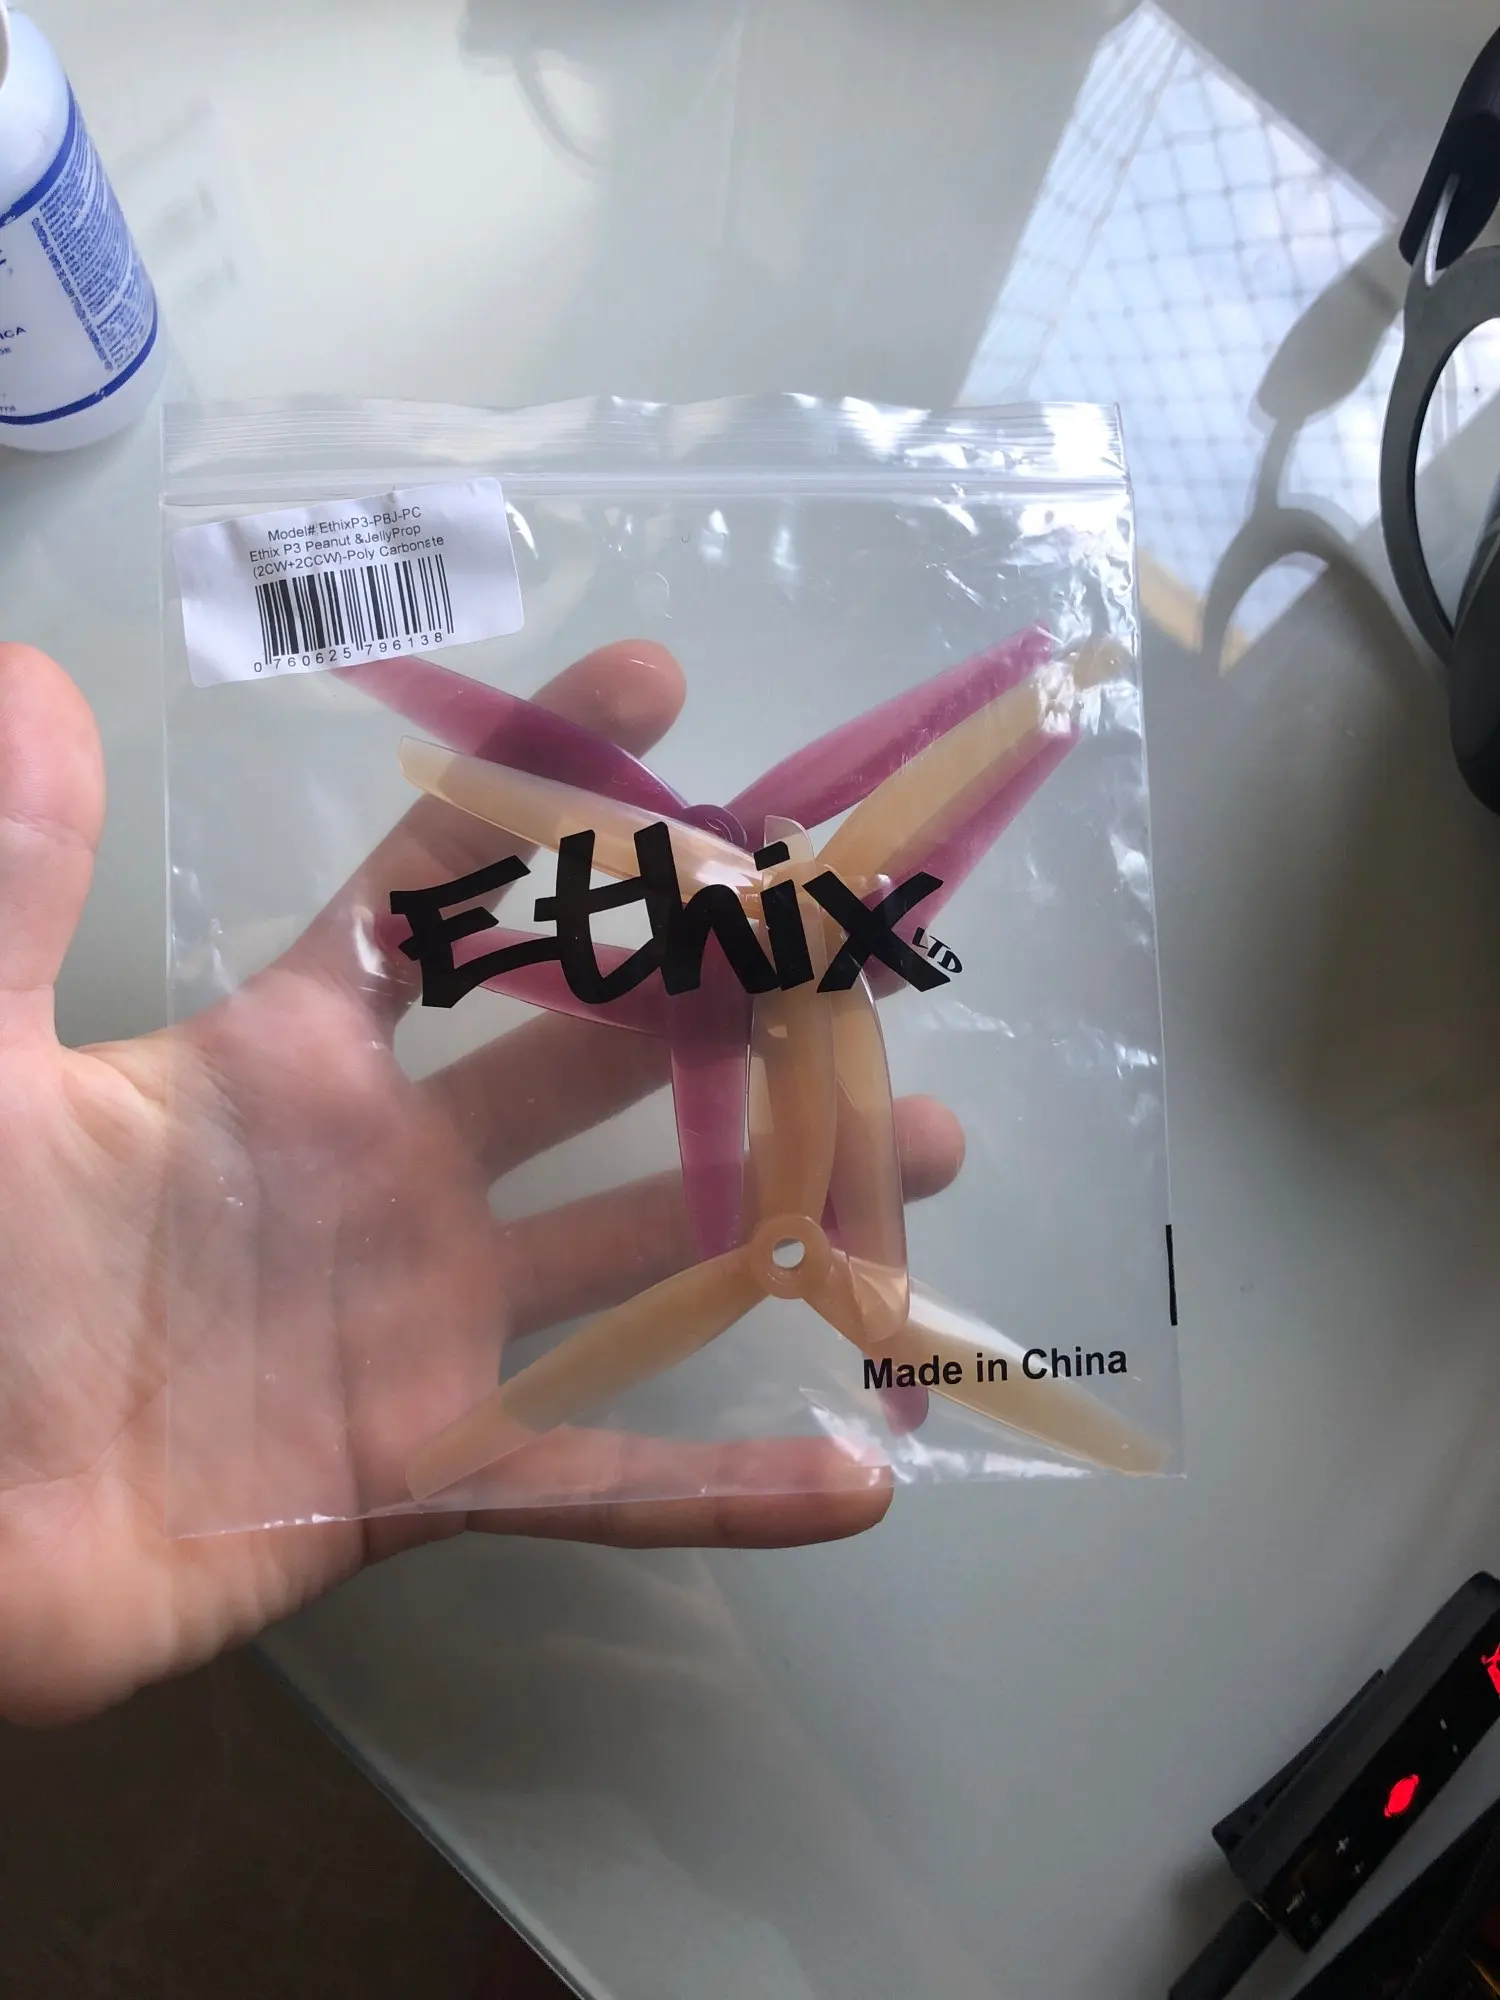 ICA
Model# EthixP3-PBJ-PC
Ethix P3 Peanut &JellyProp
(2CW+2CCW)-Poly Carbonate
0 760625 796138
Ethix LTD
Made in China